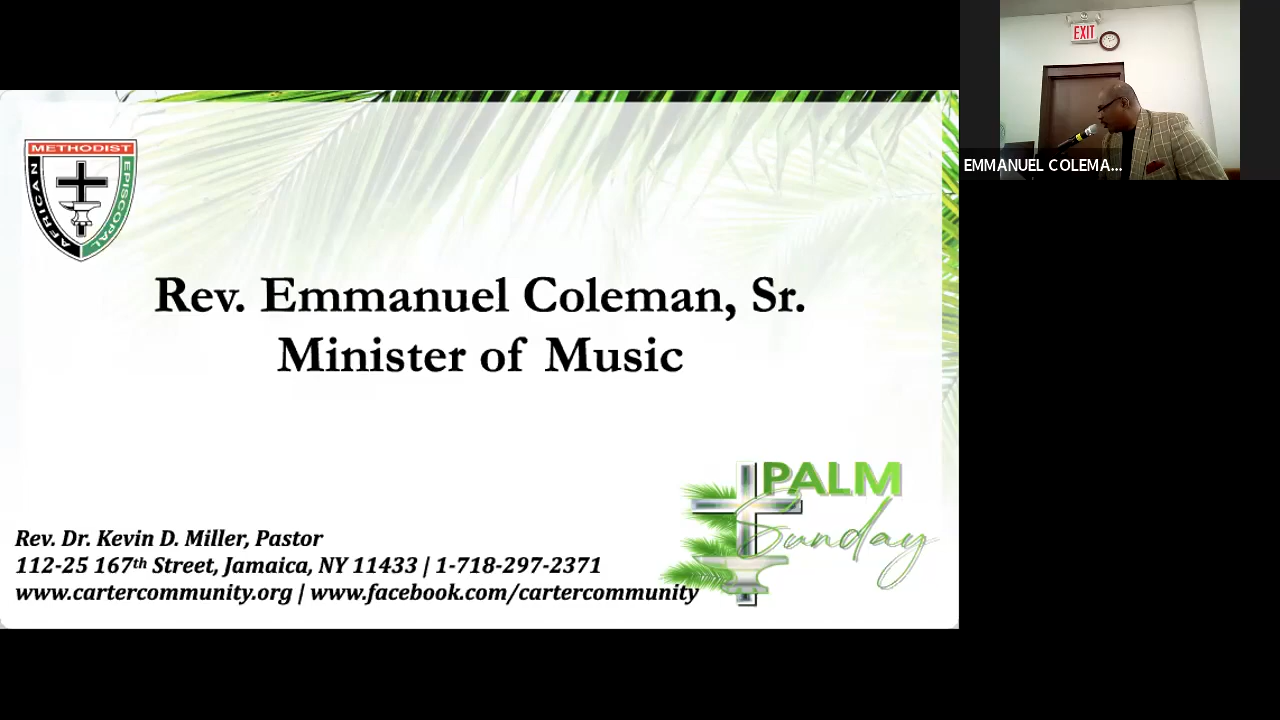 METHODIST
AFRICAN
EPISCOPAL
Rev. Emmanuel Coleman, Sr.
Minister of Music
PALM
Sunday
Rev. Dr. Kevin D. Miller, Pastor
112-25 167th Street, Jamaica, NY 11433 | 1-718-297-2371
www.cartercommunity.org | www.facebook.com/cartercommunity
EXIT
EMMANUEL COLEMA...